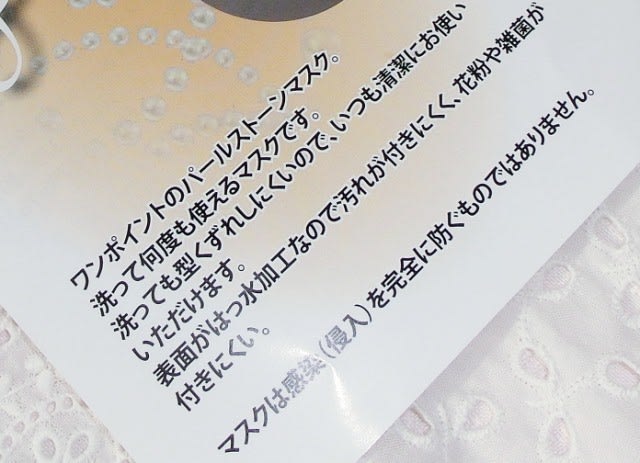 ワンポイントのパールストーンマスク。
洗って何度も使えるマスクです。
洗っても型くずれしにくいので、いつも清潔にお使い
いただけます。
表面がはっ水加工なので汚れが付きにくく、花粉や雑菌が
付きにくい。
マスクは感染(侵入)を完全に防ぐものではありません。